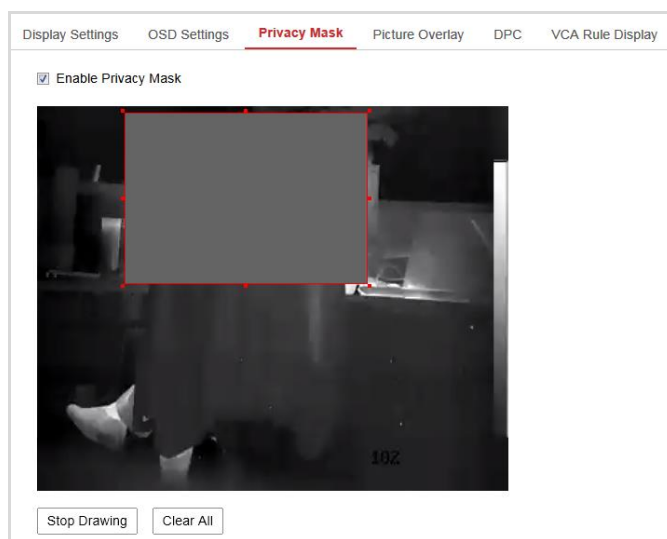 Display Settings OSD Settings Privacy Mask Picture Overlay DPC VCA Rule Display
Enable Privacy Mask
10Z
Stop Drawing Clear All